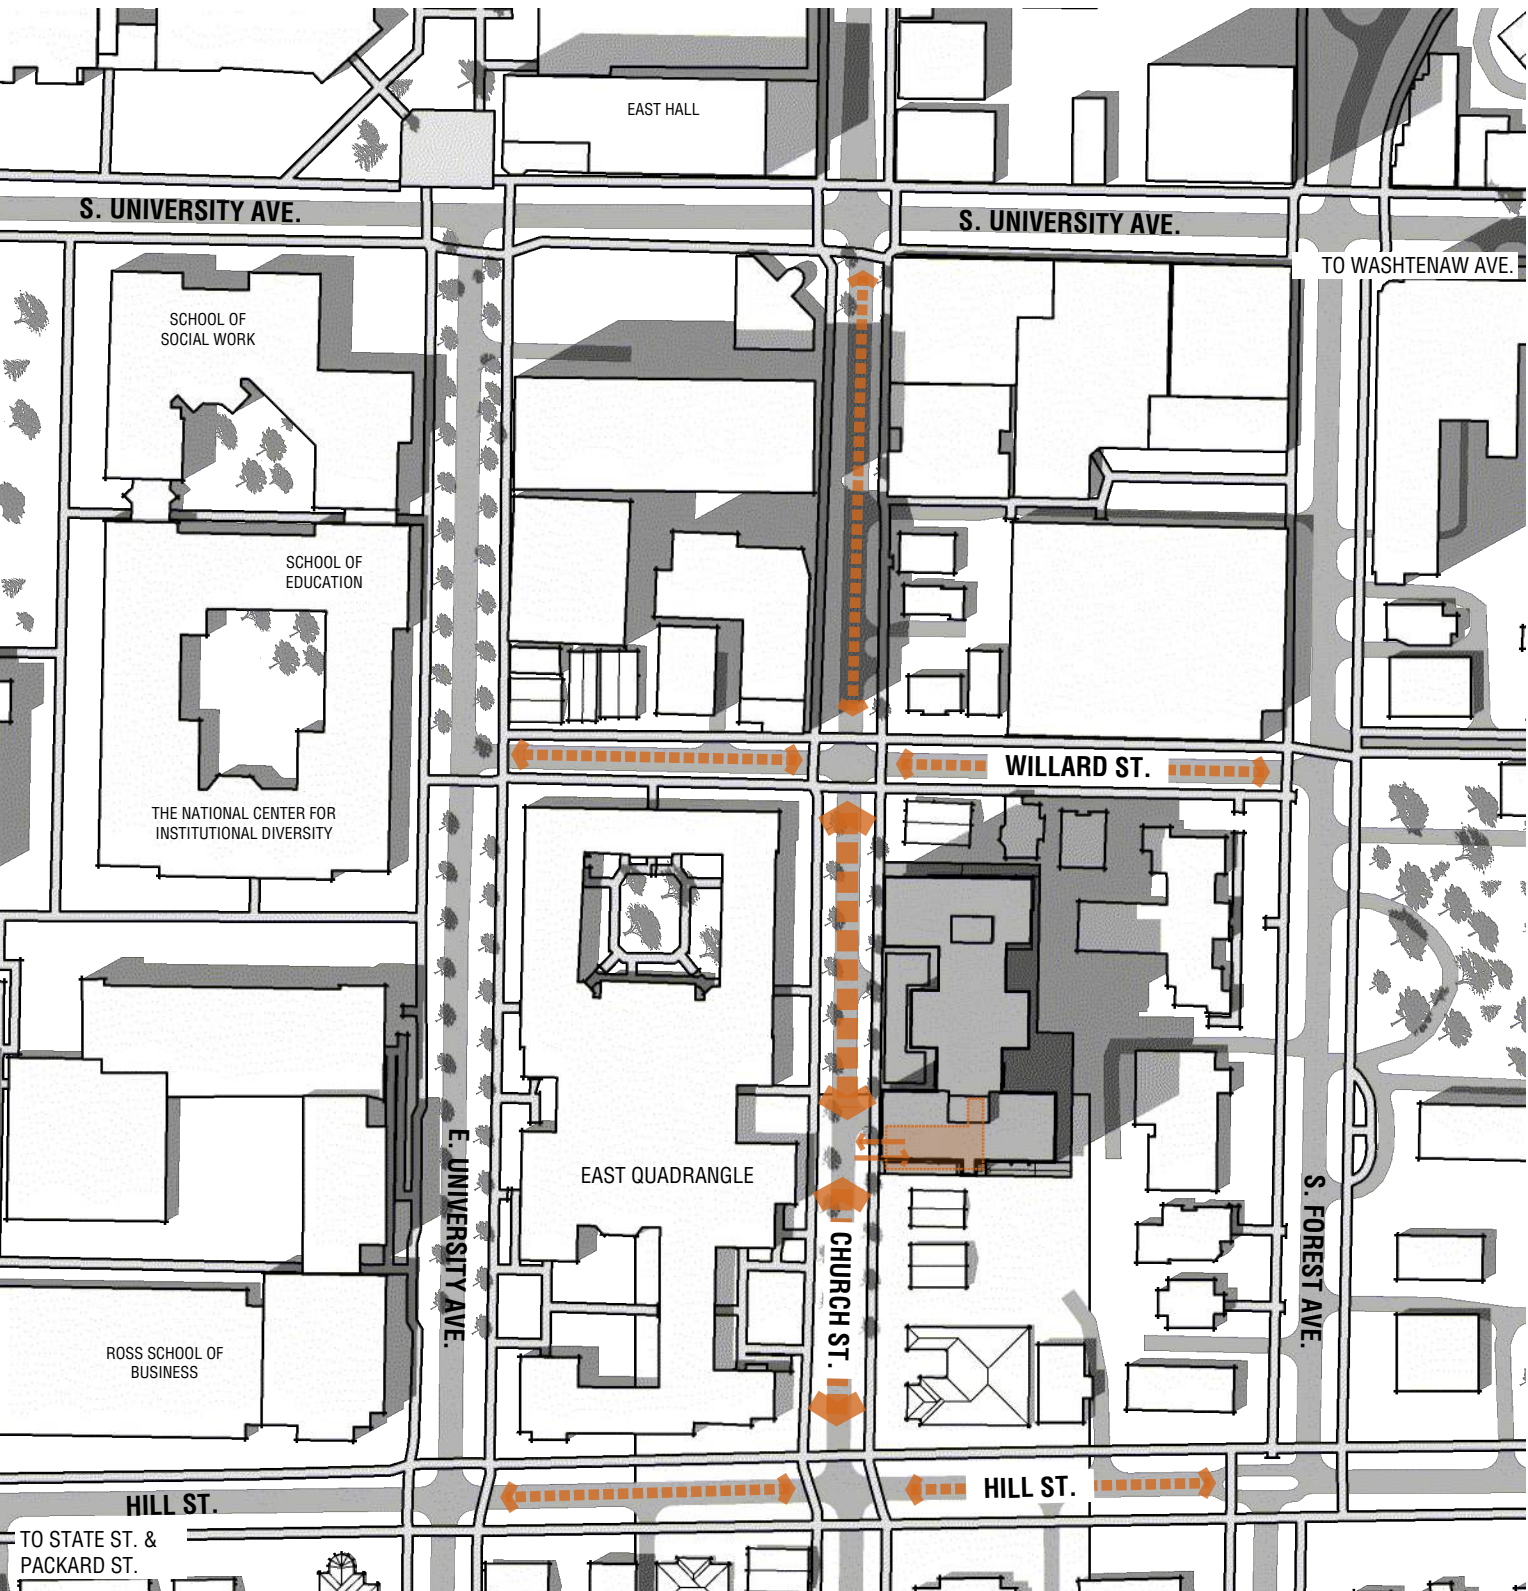 EAST HALL
S. UNIVERSITY AVE.
S. UNIVERSITY AVE.
TO WASHTENAW AVE.
SCHOOL OF
SOCIAL WORK
SCHOOL OF
EDUCATION
WILLARD ST.
THE NATIONAL CENTER FOR
INSTITUTIONAL DIVERSITY
EAST QUADRANGLE
E. UNIVERSITY AVE.
CHURCH ST.
S. FOREST AVE.
ROSS SCHOOL OF
BUSINESS
HILL ST.
HILL ST.
TO STATE ST. &
PACKARD ST.